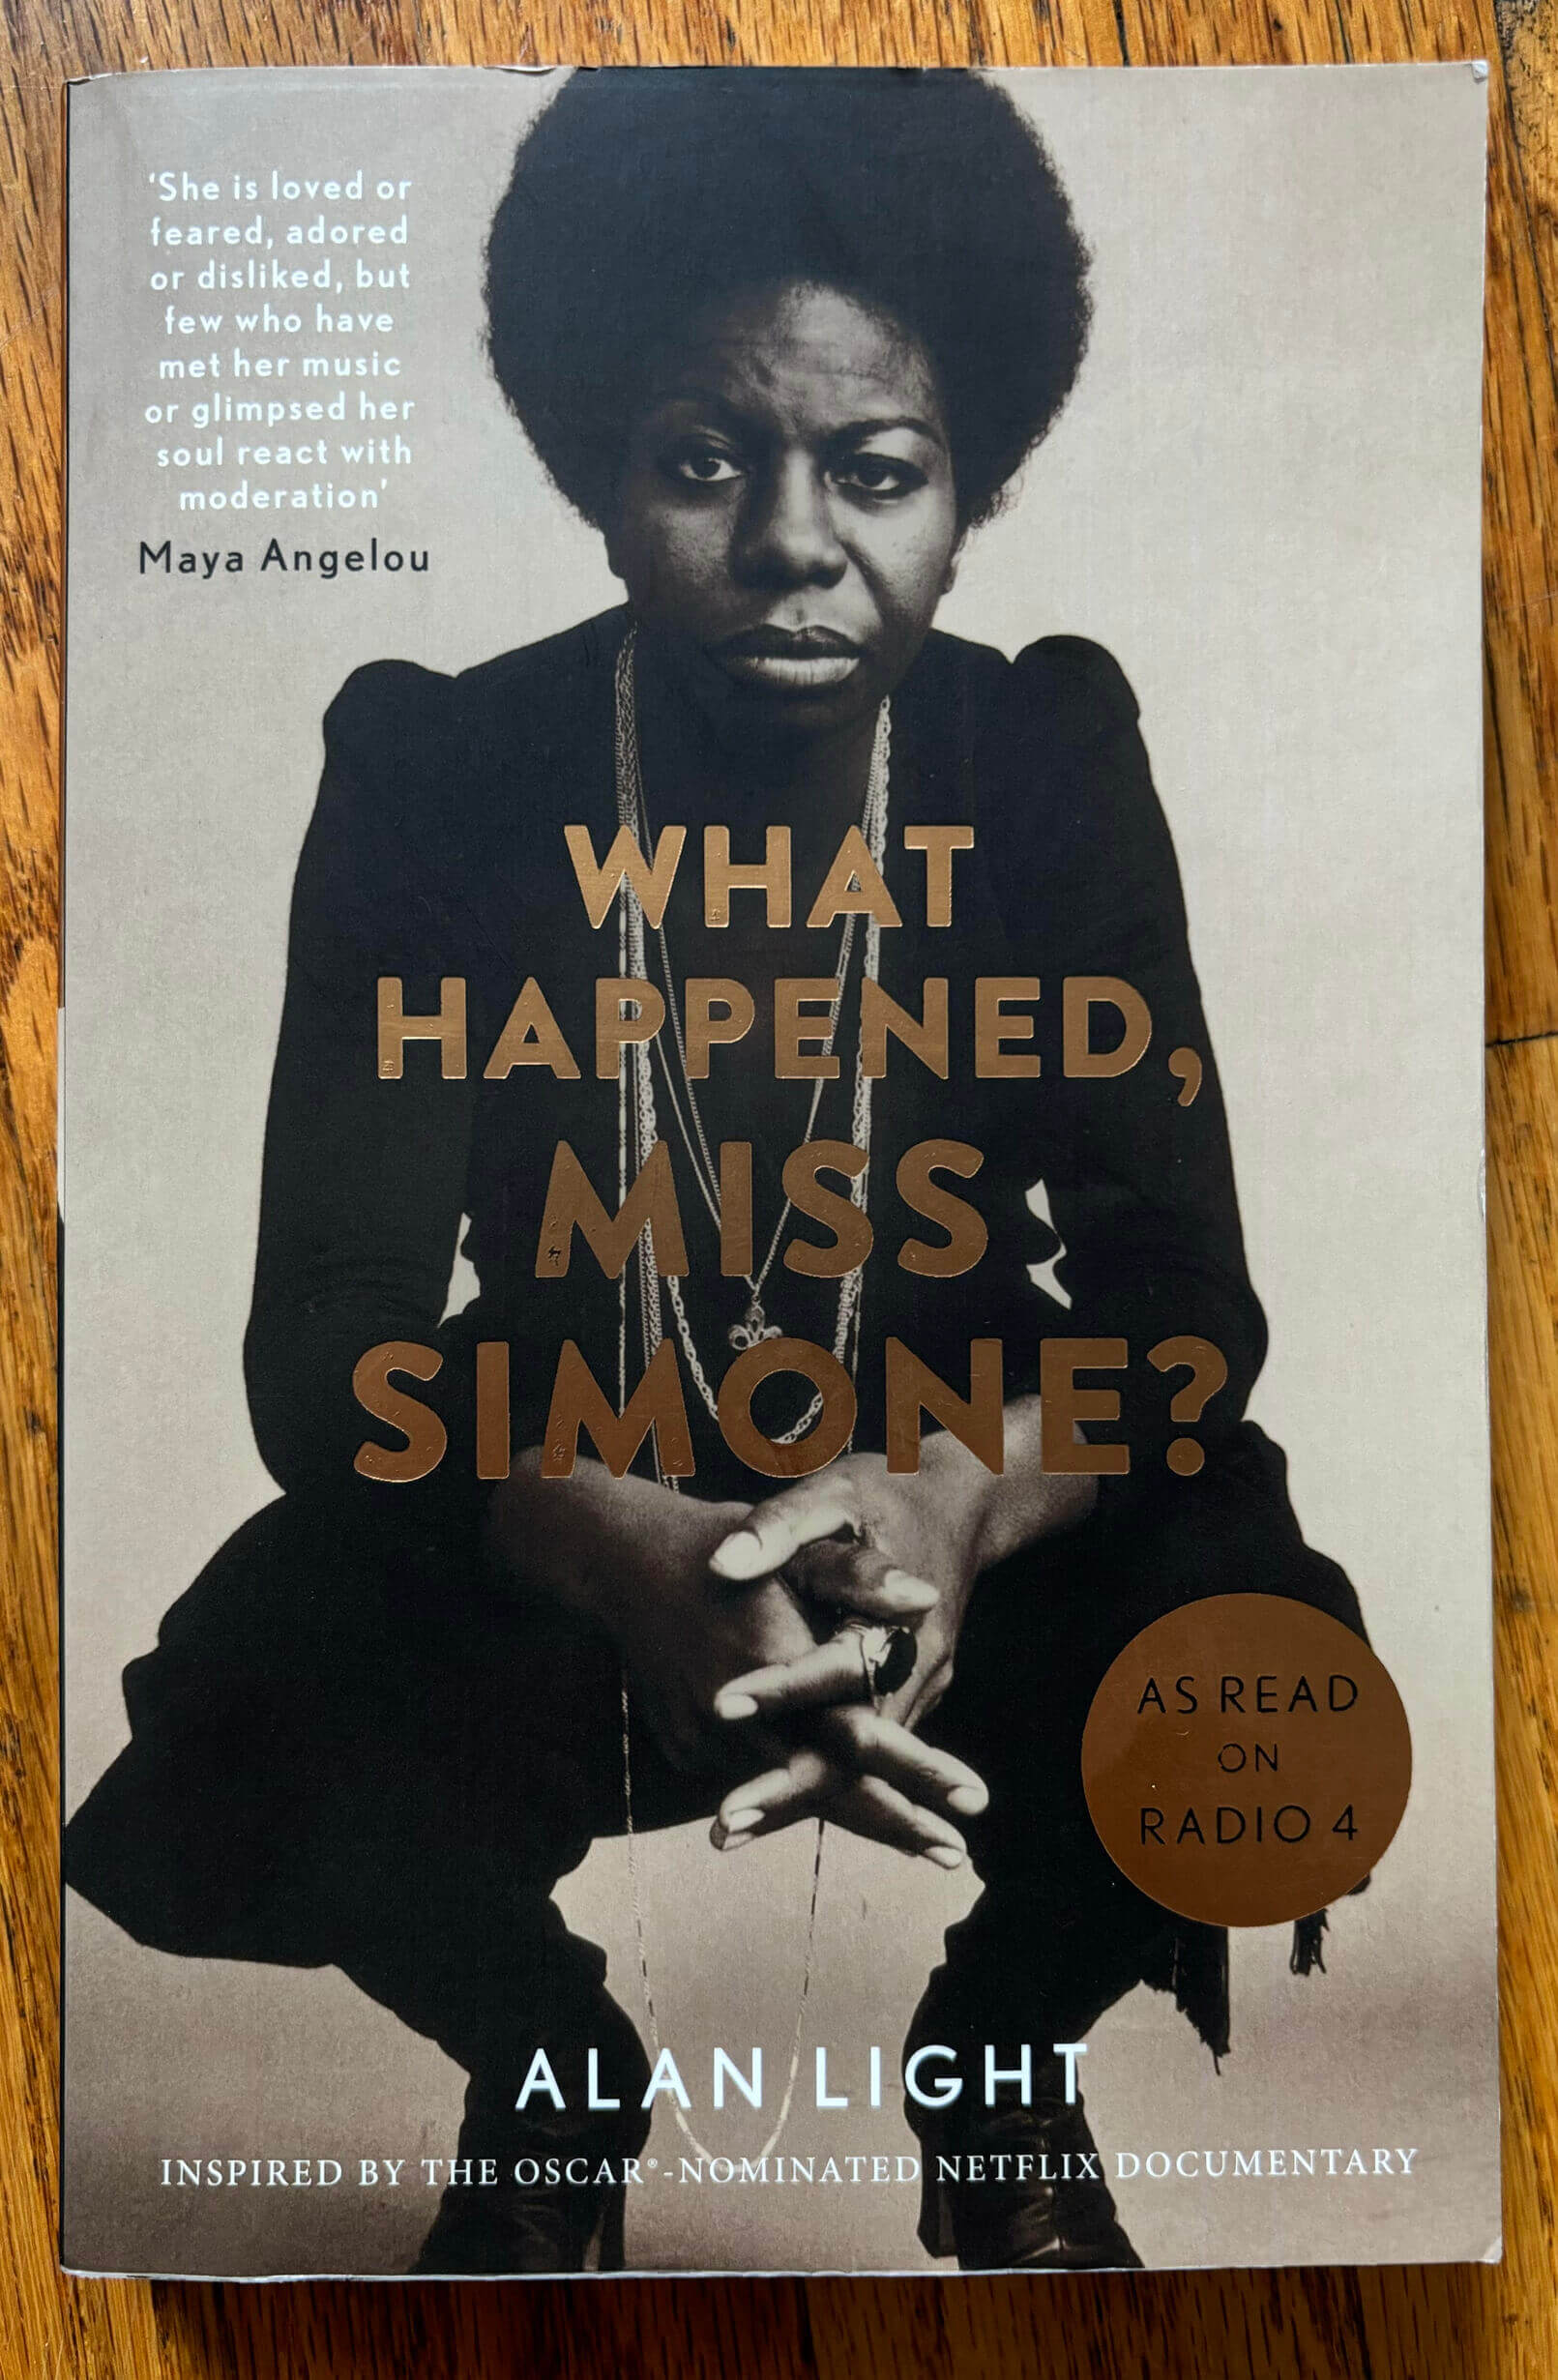 ‘She is loved or
feared, adored
or disliked, but
few who have
met her music
or glimpsed her
soul react with
moderation’
Maya Angelou
WHAT
HAPPENED,
MISS
SIMONE?
AS READ
ON
RADIO 4
ALAN LIGHT
INSPIRED BY THE OSCAR®-NOMINATED NETFLIX DOCUMENTARY